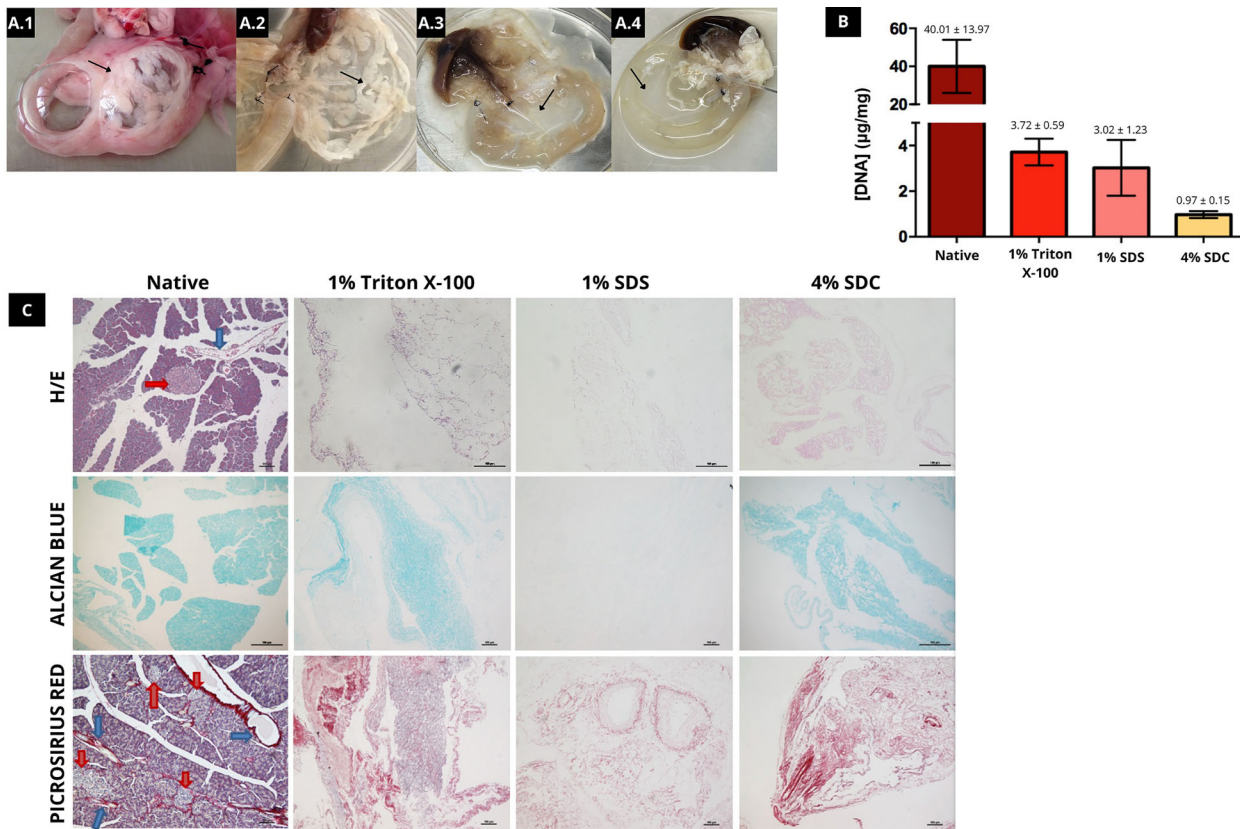 A.1
A.2
A.3
A.4
B
[DNA] (µg/mg)
60
40
20
4
2
0
40.01 ± 13.97
3.72 ± 0.59
3.02 ± 1.23
0.97 ± 0.15
Native
1% Triton
X-100
1% SDS
4% SDC
C
Native
1% Triton X-100
1% SDS
4% SDC
H/E
ALCIAN BLUE
PICROSIRIUS RED